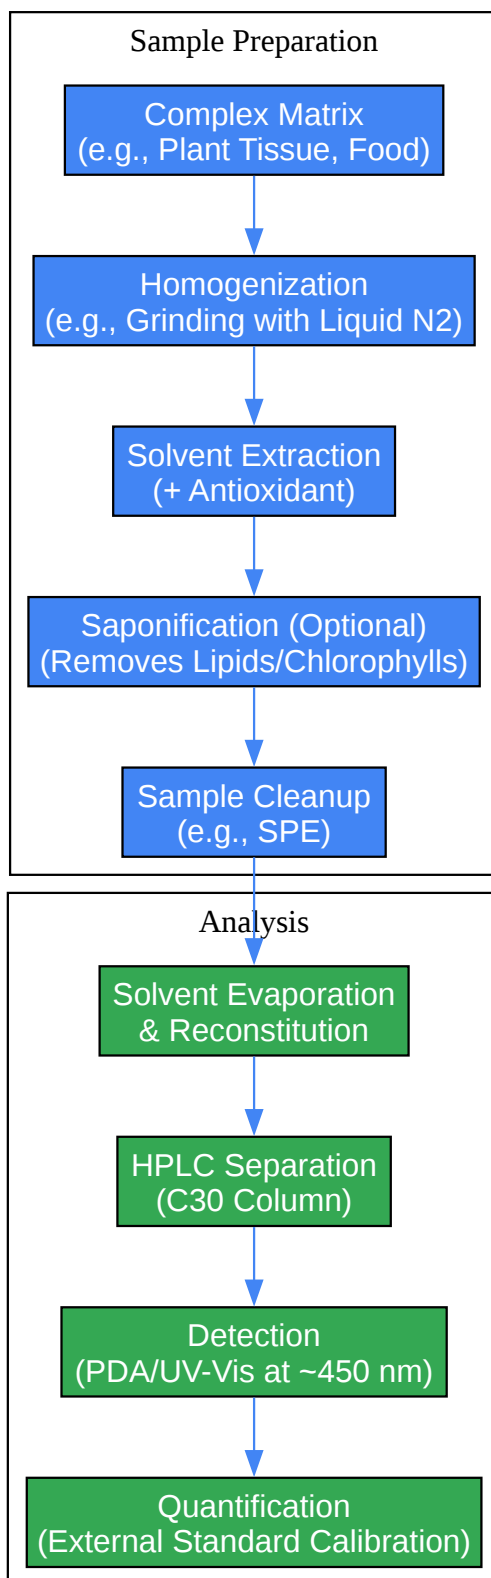 Sample Preparation
Complex Matrix
(e.g., Plant Tissue, Food)
Homogenization
(e.g., Grinding with Liquid N2)
Solvent Extraction
(+ Antioxidant)
Saponification (Optional)
(Removes Lipids/Chlorophylls)
Sample Cleanup
(e.g., SPE)
Analysis
Solvent Evaporation
& Reconstitution
HPLC Separation
(C30 Column)
Detection
(PDA/UV-Vis at ~450 nm)
Quantification
(External Standard Calibration)